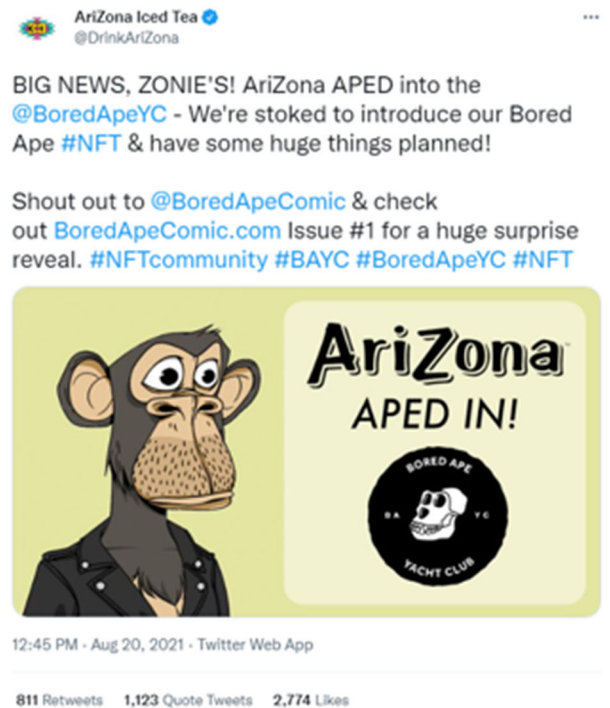 AriZona Iced Tea
@DrinkAriZona
BIG NEWS, ZONIE'S! AriZona APED into the
@BoredApeYC - We're stoked to introduce our Bored
Ape #NFT & have some huge things planned!
Shout out to @BoredApeComic & check
out BoredApeComic.com Issue #1 for a huge surprise
reveal. #NFTcommunity #BAYC #BoredApeYC #NFT
AriZona
APED IN!
BORED APE
BA YC
YACHT CLUB
12:45 PM · Aug 20, 2021 · Twitter Web App
811 Retweets 1,123 Quote Tweets 2,774 Likes